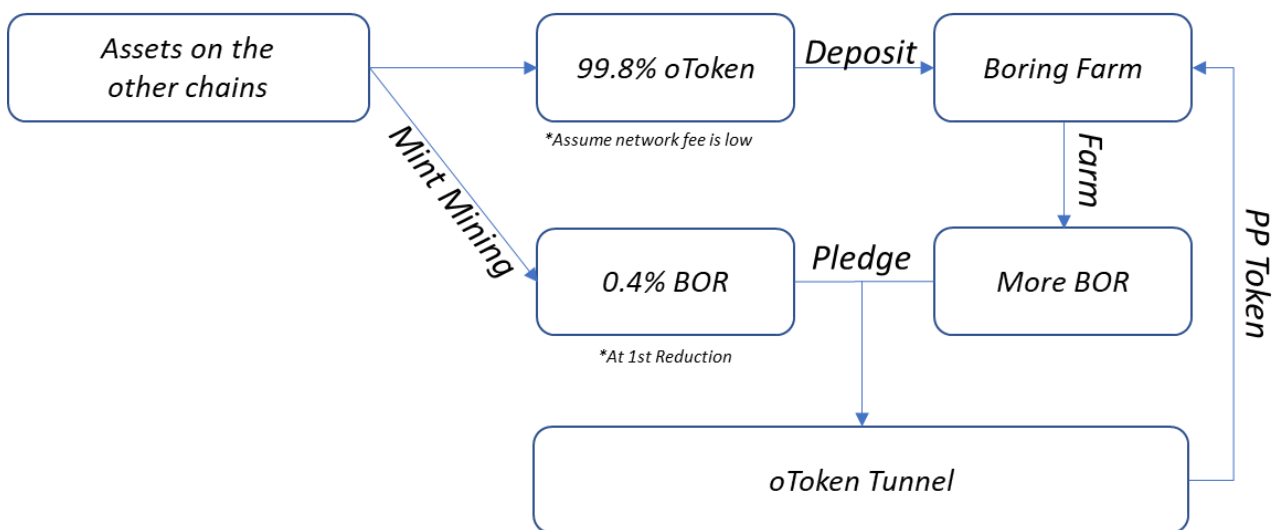 Assets on the
other chains
99.8% oToken
Deposit
Boring Farm
*Assume network fee is low
Mint Mining
Farm
PP Token
0.4% BOR
Pledge
More BOR
*At 1st Reduction
oToken Tunnel